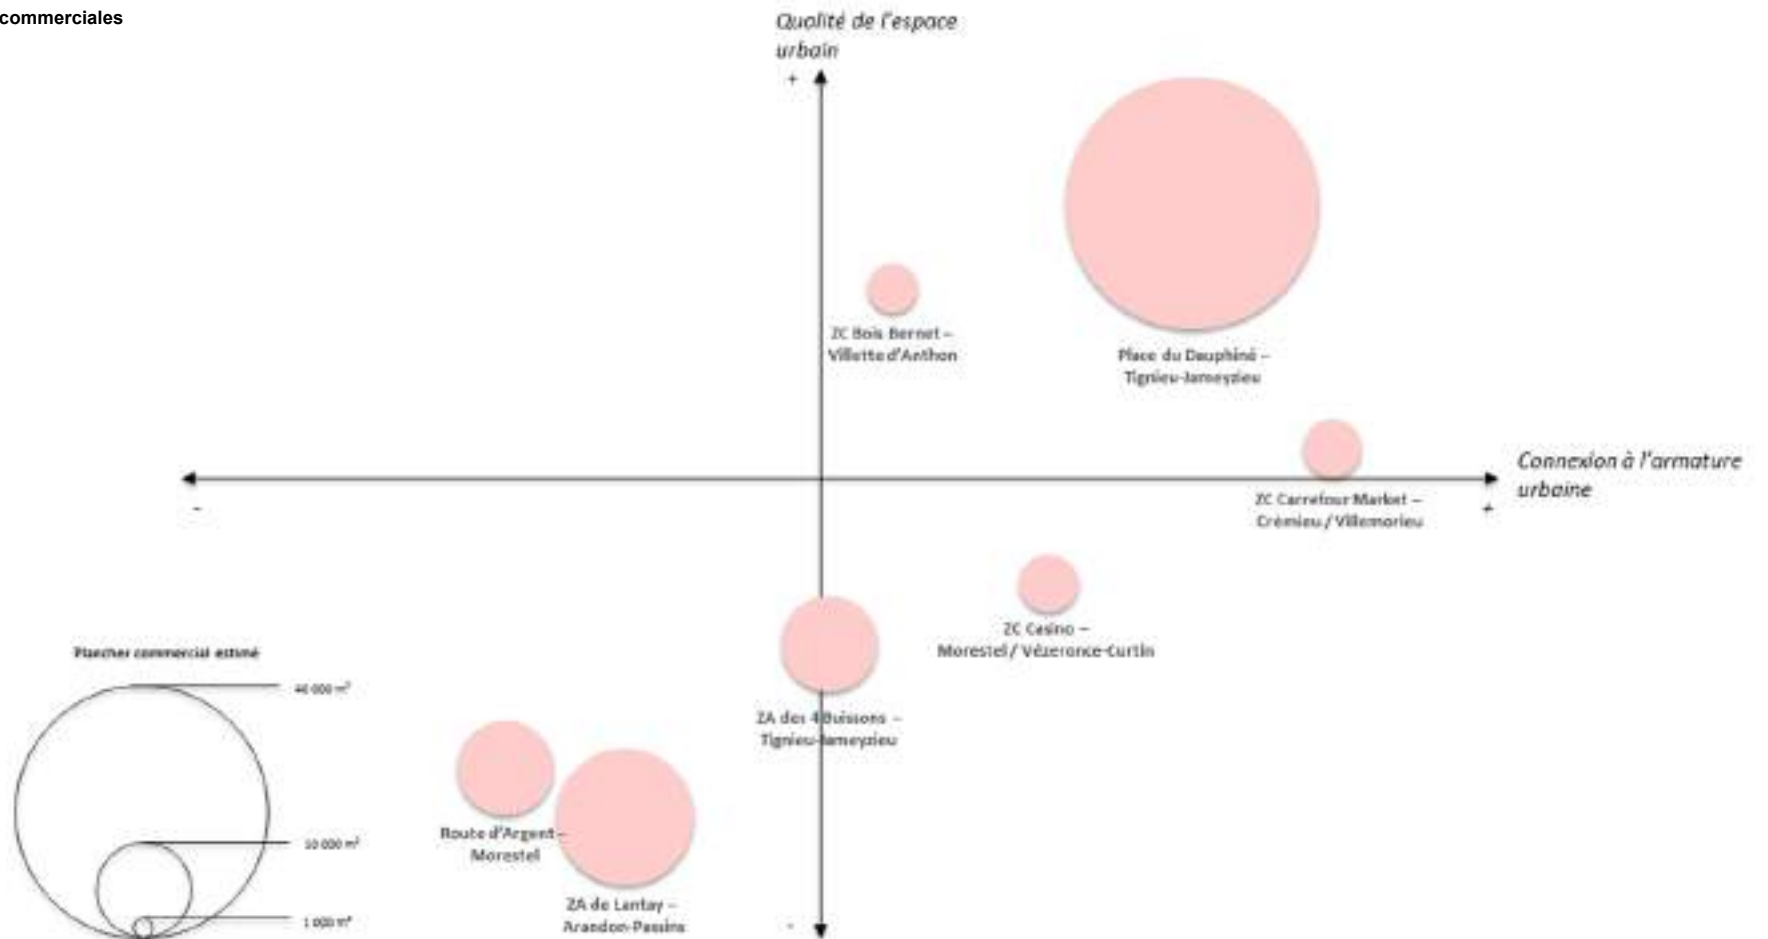 commerciales
Qualité de l'espace
urbain
+
ZC Bois Bernet –
Villette d'Anthon
Place du Dauphiné –
Tignieu-Jameyzieu
Connexion à l'armature
urbaine
-
+
ZC Carrefour Market –
Crémieu / Villemorieu
ZC Casino –
Morestel / Vézeronce-Curtin
Plancher commercial estimé
40 000 m²
ZA des 4 Buissons –
Tignieu-Jameyzieu
Route d'Argent –
Morestel
10 000 m²
ZA de Lantay –
Arandon-Passins
1 000 m²
-